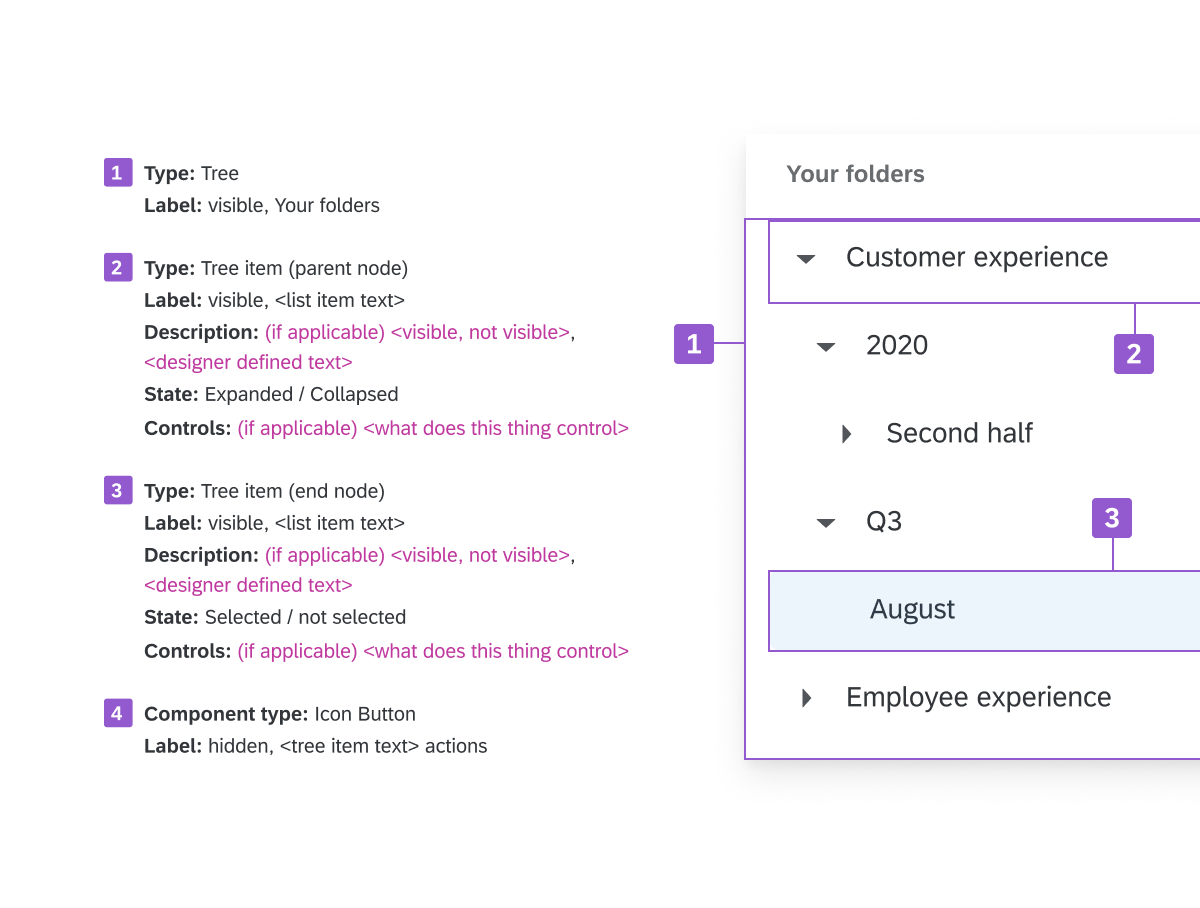 1 Type: Tree
Label: visible, Your folders
2 Type: Tree item (parent node)
Label: visible, <list item text>
Description: (if applicable) <visible, not visible>,
<designer defined text>
State: Expanded / Collapsed
Controls: (if applicable) <what does this thing control>
3 Type: Tree item (end node)
Label: visible, <list item text>
Description: (if applicable) <visible, not visible>,
<designer defined text>
State: Selected / not selected
Controls: (if applicable) <what does this thing control>
4 Component type: Icon Button
Label: hidden, <tree item text> actions
Your folders
Customer experience
1
2020
2
Second half
Q3
3
August
Employee experience